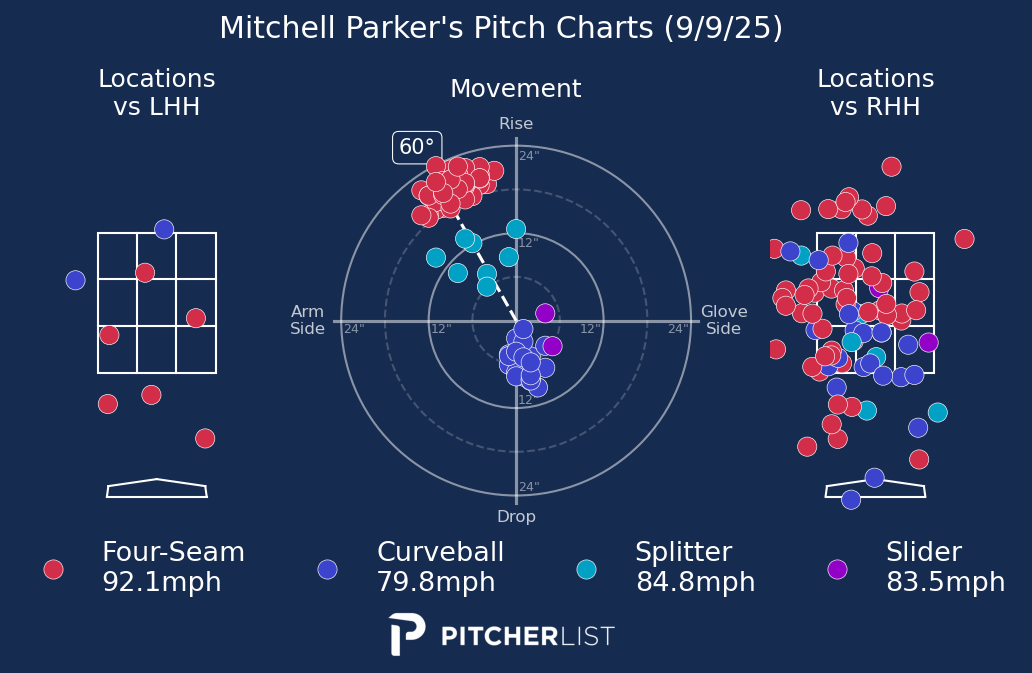 Mitchell Parker's Pitch Charts (9/9/25)
Locations
vs LHH
Movement
Locations
vs RHH
Rise
60°
24"
12"
Arm
Side
24"
12"
12"
24"
Glove
Side
12"
24"
Drop
Four-Seam
92.1mph
Curveball
79.8mph
Splitter
84.8mph
Slider
83.5mph
PITCHERLIST